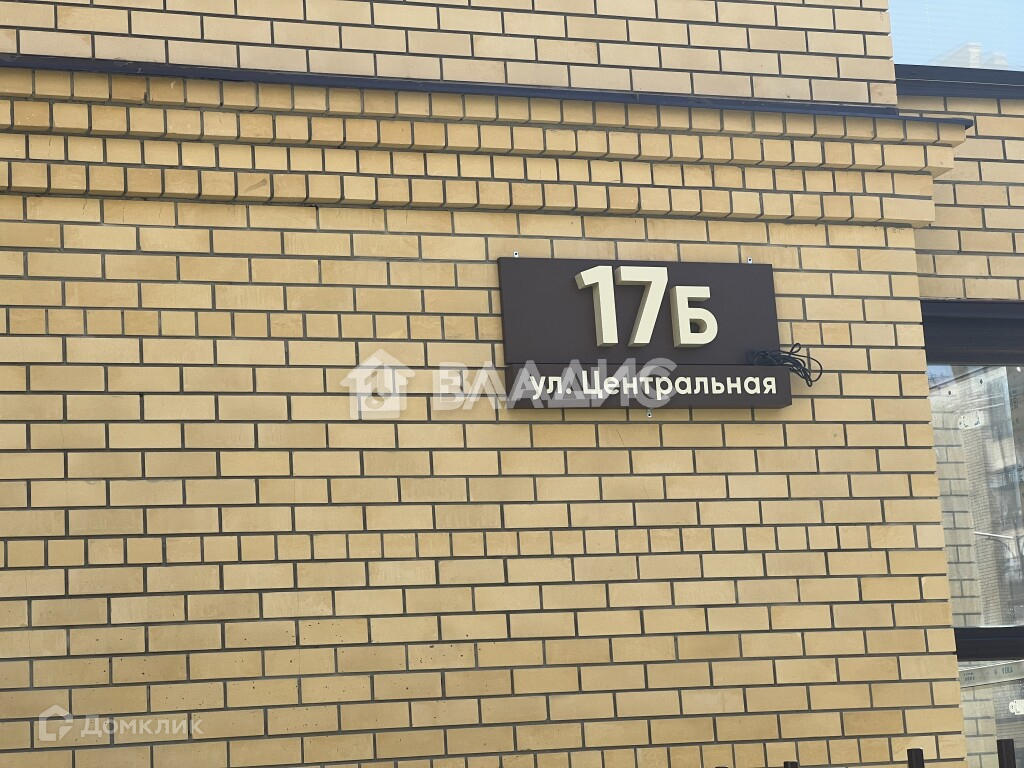 17Б
ВЛАДИС
ул. Центральная
Домклик